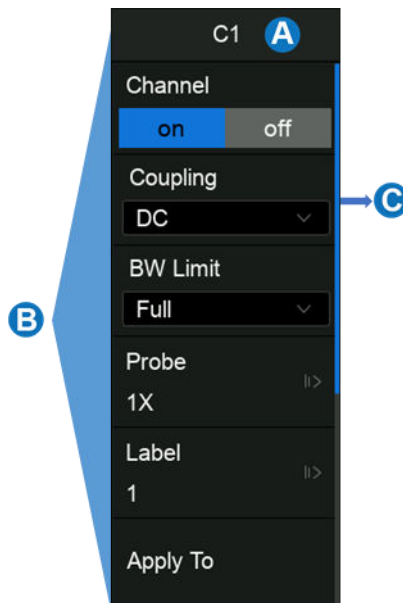 C1 A
Channel
on off
Coupling
DC
C
BW Limit
Full
B
Probe
1X
Label
1
Apply To